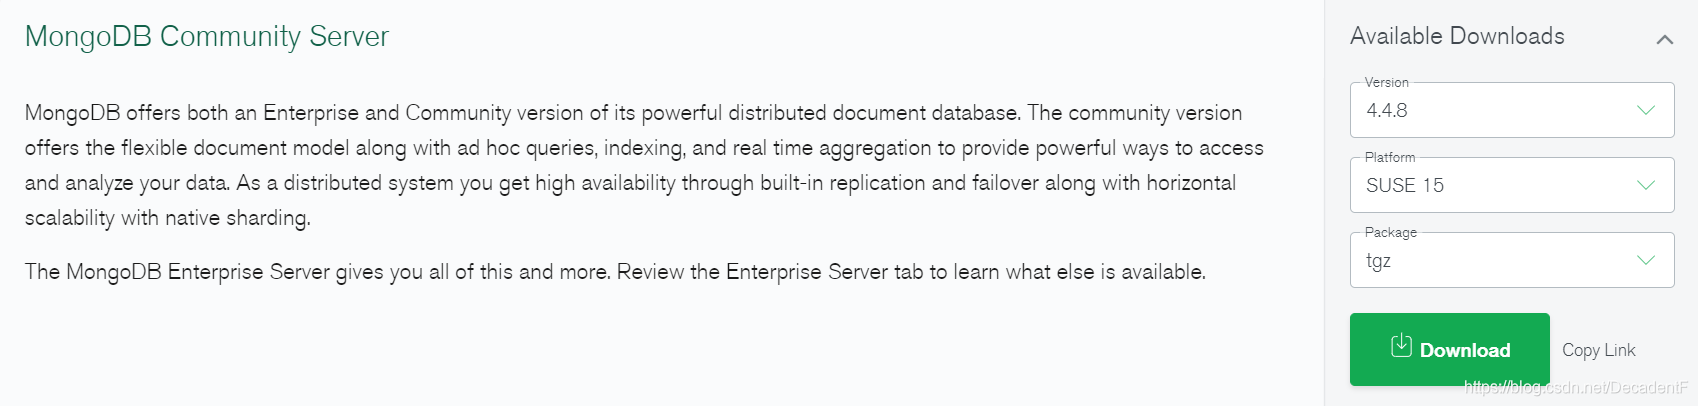 MongoDB Community Server
MongoDB offers both an Enterprise and Community version of its powerful distributed document database. The community version
offers the flexible document model along with ad hoc queries, indexing, and real time aggregation to provide powerful ways to access
and analyze your data. As a distributed system you get high availability through built-in replication and failover along with horizontal
scalability with native sharding.
The MongoDB Enterprise Server gives you all of this and more. Review the Enterprise Server tab to learn what else is available.
Available Downloads
Version
4.4.8
Platform
SUSE 15
Package
tgz
Download
Copy Link
https://blog.csdn.net/DecadentF